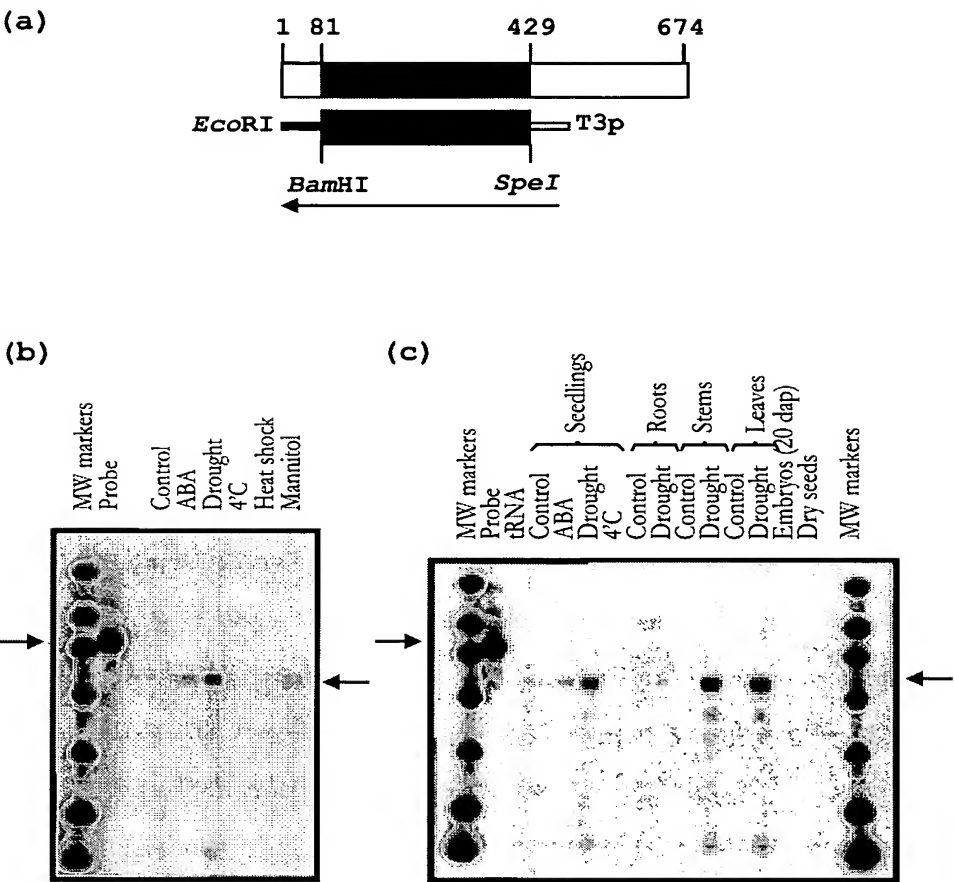 (a)
1 81 429 674
EcoRI T3p
BamHI SpeI
(b)
MW markers
Probe
Control
ABA
Drought
4°C
Heat shock
Mannitol
(c)
Seedlings
Roots
Stems
Leaves
MW markers
Probe
tRNA
Control
ABA
Drought
4°C
Control
Drought
Control
Drought
Control
Drought
Embryos (20 dap)
Dry seeds
MW markers